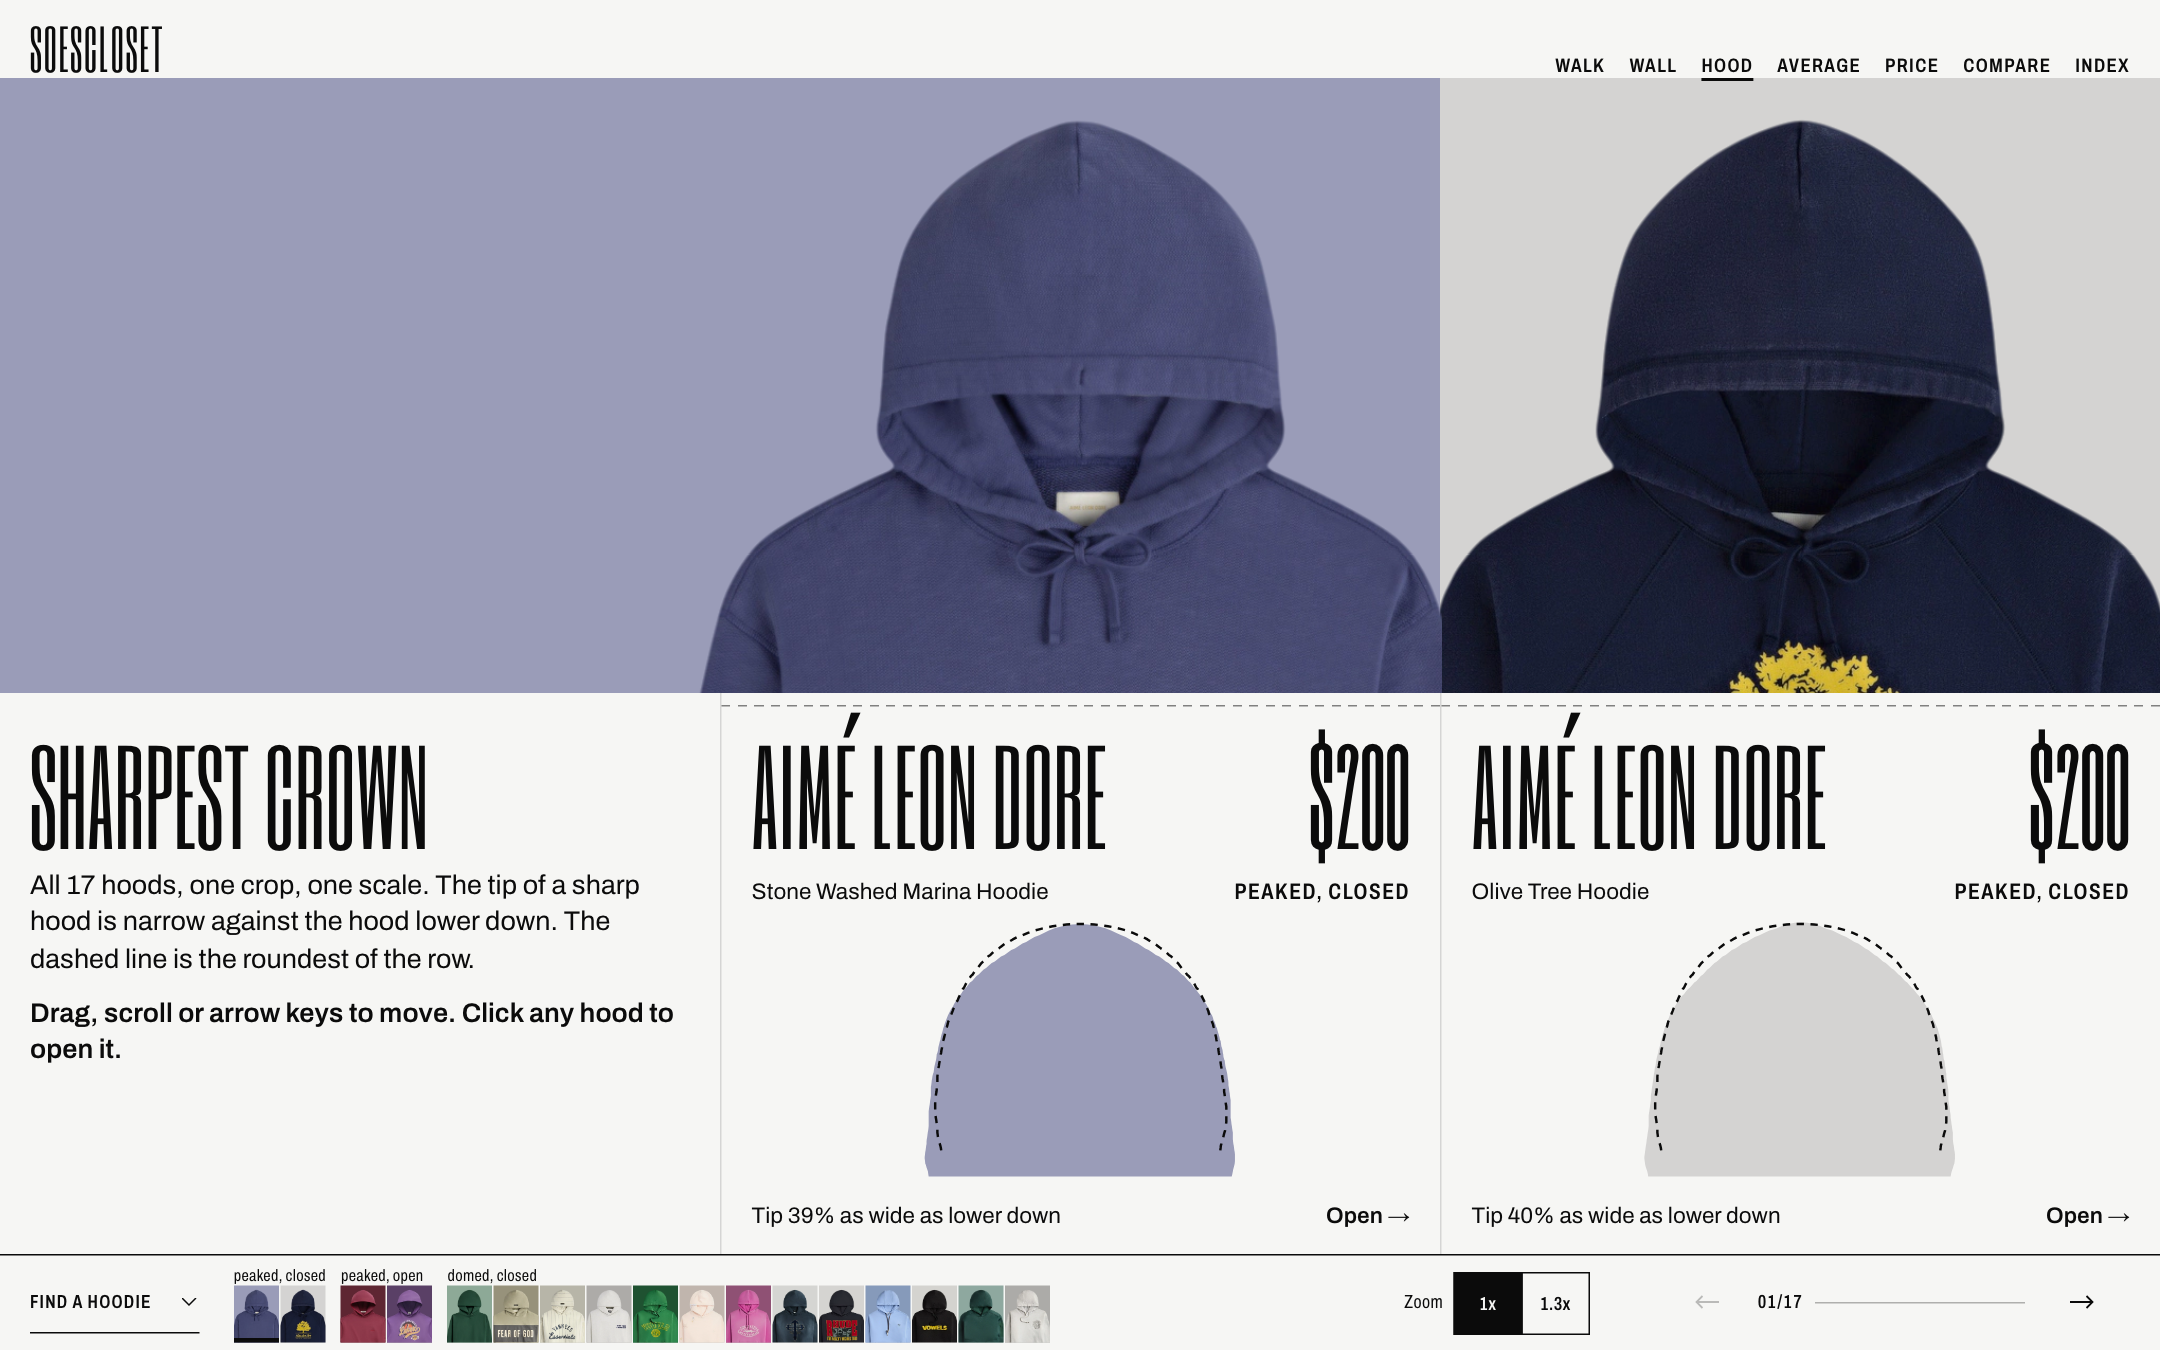 SOESCLOSET
WALK WALL HOOD AVERAGE PRICE COMPARE INDEX
SHARPEST CROWN
All 17 hoods, one crop, one scale. The tip of a sharp
hood is narrow against the hood lower down. The
dashed line is the roundest of the row.
Drag, scroll or arrow keys to move. Click any hood to
open it.
AIMÉ LEON DORE $200
Stone Washed Marina Hoodie PEAKED, CLOSED
Tip 39% as wide as lower down Open →
AIMÉ LEON DORE $200
Olive Tree Hoodie PEAKED, CLOSED
Tip 40% as wide as lower down Open →
FIND A HOODIE
peaked, closed
peaked, open
domed, closed
FEAR OF GOD
VOWELS
Zoom 1x 1.3x
← 01/17 →